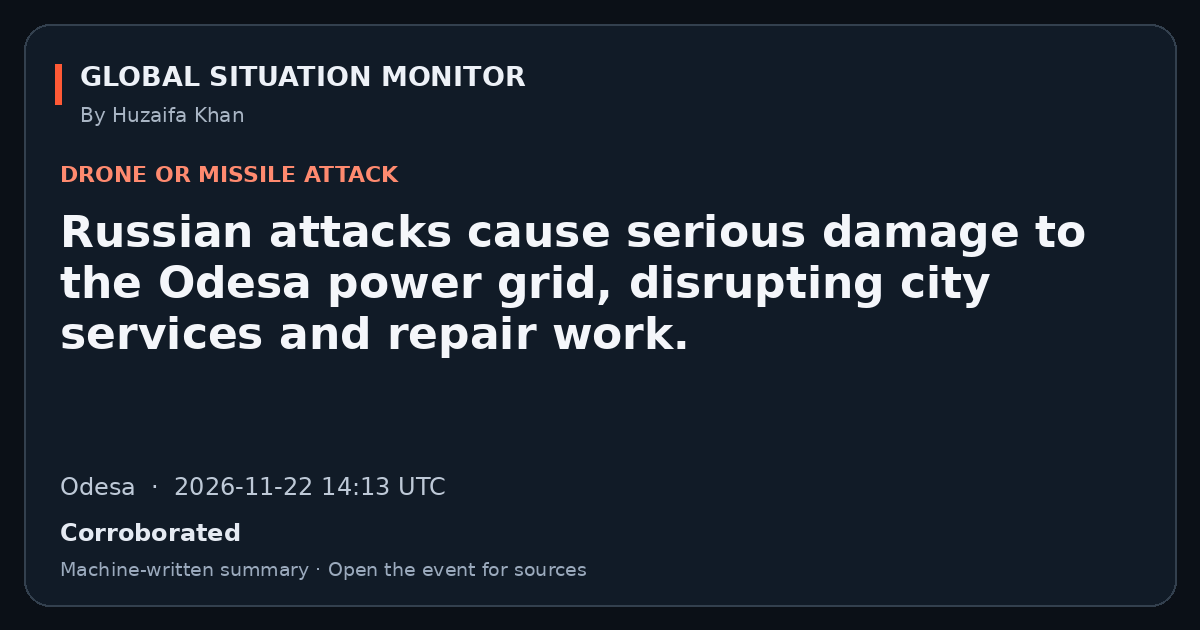 GLOBAL SITUATION MONITOR
By Huzaifa Khan
DRONE OR MISSILE ATTACK
Russian attacks cause serious damage to
the Odesa power grid, disrupting city
services and repair work.
Odesa · 2026-11-22 14:13 UTC
Corroborated
Machine-written summary · Open the event for sources